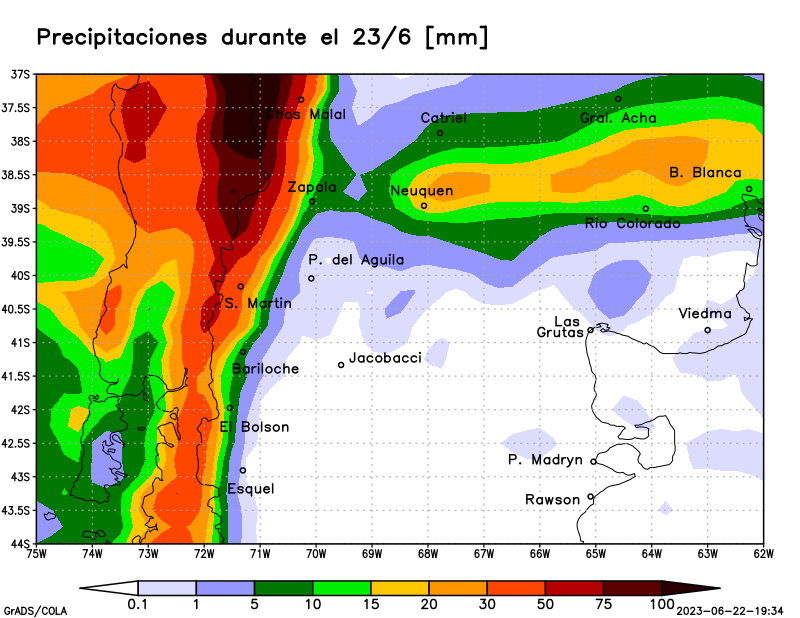 Precipitaciones durante el 23/6 [mm]
37S
37.5S
Chos Malal
Catriel
Gral. Acha
38S
38.5S
B. Blanca
Zapala
Neuquen
39S
Rio Colorado
39.5S
P. del Aguila
40S
S. Martin
40.5S
Viedma
Las
Grutas
41S
Jacobacci
Bariloche
41.5S
42S
El Bolson
42.5S
P. Madryn
43S
Esquel
Rawson
43.5S
44S
75W 74W 73W 72W 71W 70W 69W 68W 67W 66W 65W 64W 63W 62W
0.1 1 5 10 15 20 30 50 75 100
GrADS/COLA
2023-06-22-19:34